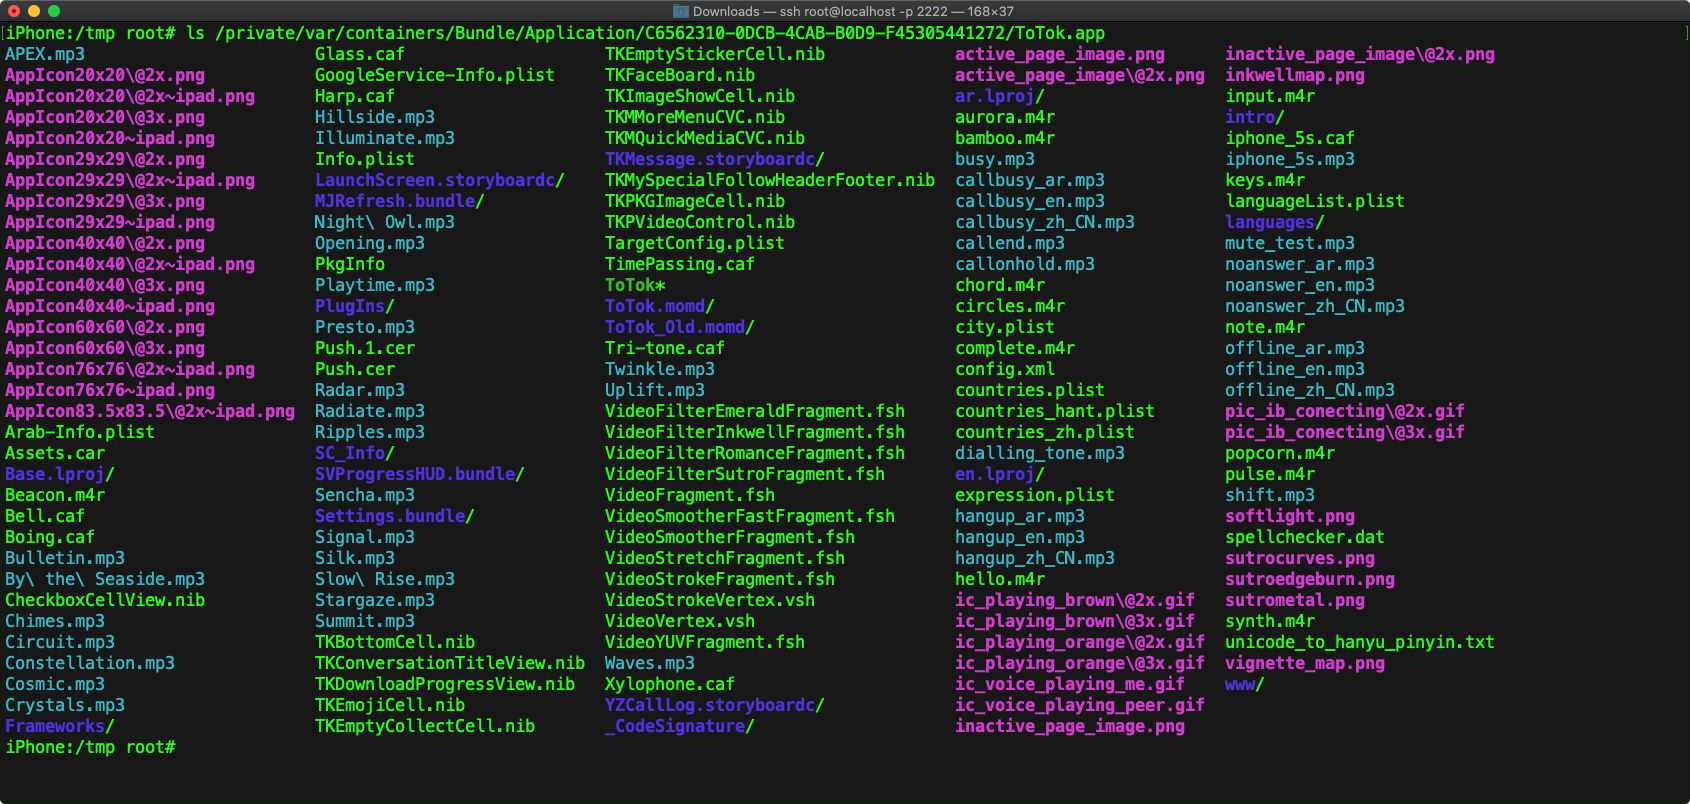 Downloads — ssh root@localhost -p 2222 — 168×37
[iPhone:/tmp root# ls /private/var/containers/Bundle/Application/C6562310-0DCB-4CAB-B0D9-F45305441272/ToTok.app ]
APEX.mp3 Glass.caf TKEmptyStickerCell.nib active_page_image.png inactive_page_image\@2x.png
AppIcon20x20\@2x.png GoogleService-Info.plist TKFaceBoard.nib active_page_image\@2x.png inkwellmap.png
AppIcon20x20\@2x~ipad.png Harp.caf TKImageShowCell.nib ar.lproj/ input.m4r
AppIcon20x20\@3x.png Hillside.mp3 TKMMoreMenuCVC.nib aurora.m4r intro/
AppIcon20x20~ipad.png Illuminate.mp3 TKMQuickMediaCVC.nib bamboo.m4r iphone_5s.caf
AppIcon29x29\@2x.png Info.plist TKMessage.storyboardc/ busy.mp3 iphone_5s.mp3
AppIcon29x29\@2x~ipad.png LaunchScreen.storyboardc/ TKMySpecialFollowHeaderFooter.nib callbusy_ar.mp3 keys.m4r
AppIcon29x29\@3x.png MJRefresh.bundle/ TKPKGImageCell.nib callbusy_en.mp3 languageList.plist
AppIcon29x29~ipad.png Night\ Owl.mp3 TKPVideoControl.nib callbusy_zh_CN.mp3 languages/
AppIcon40x40\@2x.png Opening.mp3 TargetConfig.plist callend.mp3 mute_test.mp3
AppIcon40x40\@2x~ipad.png PkgInfo TimePassing.caf callonhold.mp3 noanswer_ar.mp3
AppIcon40x40\@3x.png Playtime.mp3 ToTok* chord.m4r noanswer_en.mp3
AppIcon40x40~ipad.png PlugIns/ ToTok.momd/ circles.m4r noanswer_zh_CN.mp3
AppIcon60x60\@2x.png Presto.mp3 ToTok_Old.momd/ city.plist note.m4r
AppIcon60x60\@3x.png Push.1.cer Tri-tone.caf complete.m4r offline_ar.mp3
AppIcon76x76\@2x~ipad.png Push.cer Twinkle.mp3 config.xml offline_en.mp3
AppIcon76x76~ipad.png Radar.mp3 Uplift.mp3 countries.plist offline_zh_CN.mp3
AppIcon83.5x83.5\@2x~ipad.png Radiate.mp3 VideoFilterEmeraldFragment.fsh countries_hant.plist pic_ib_conecting\@2x.gif
Arab-Info.plist Ripples.mp3 VideoFilterInkwellFragment.fsh countries_zh.plist pic_ib_conecting\@3x.gif
Assets.car SC_Info/ VideoFilterRomanceFragment.fsh dialling_tone.mp3 popcorn.m4r
Base.lproj/ SVProgressHUD.bundle/ VideoFilterSutroFragment.fsh en.lproj/ pulse.m4r
Beacon.m4r Sencha.mp3 VideoFragment.fsh expression.plist shift.mp3
Bell.caf Settings.bundle/ VideoSmootherFastFragment.fsh hangup_ar.mp3 softlight.png
Boing.caf Signal.mp3 VideoSmootherFragment.fsh hangup_en.mp3 spellchecker.dat
Bulletin.mp3 Silk.mp3 VideoStretchFragment.fsh hangup_zh_CN.mp3 sutrocurves.png
By\ the\ Seaside.mp3 Slow\ Rise.mp3 VideoStrokeFragment.fsh hello.m4r sutroedgeburn.png
CheckboxCellView.nib Stargaze.mp3 VideoStrokeVertex.vsh ic_playing_brown\@2x.gif sutrometal.png
Chimes.mp3 Summit.mp3 VideoVertex.vsh ic_playing_brown\@3x.gif synth.m4r
Circuit.mp3 TKBottomCell.nib VideoYUVFragment.fsh ic_playing_orange\@2x.gif unicode_to_hanyu_pinyin.txt
Constellation.mp3 TKConversationTitleView.nib Waves.mp3 ic_playing_orange\@3x.gif vignette_map.png
Cosmic.mp3 TKDownloadProgressView.nib Xylophone.caf ic_voice_playing_me.gif www/
Crystals.mp3 TKEmojiCell.nib YZCallLog.storyboardc/ ic_voice_playing_peer.gif
Frameworks/ TKEmptyCollectCell.nib _CodeSignature/ inactive_page_image.png
iPhone:/tmp root#